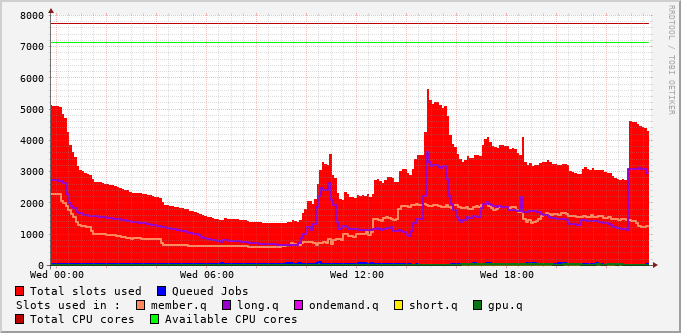 8000
7000
6000
5000
4000
3000
2000
1000
0
Wed 00:00 Wed 06:00 Wed 12:00 Wed 18:00
RRDTOOL / TOBI OETIKER
Total slots used Queued Jobs
Slots used in : member.q long.q ondemand.q short.q gpu.q
Total CPU cores Available CPU cores